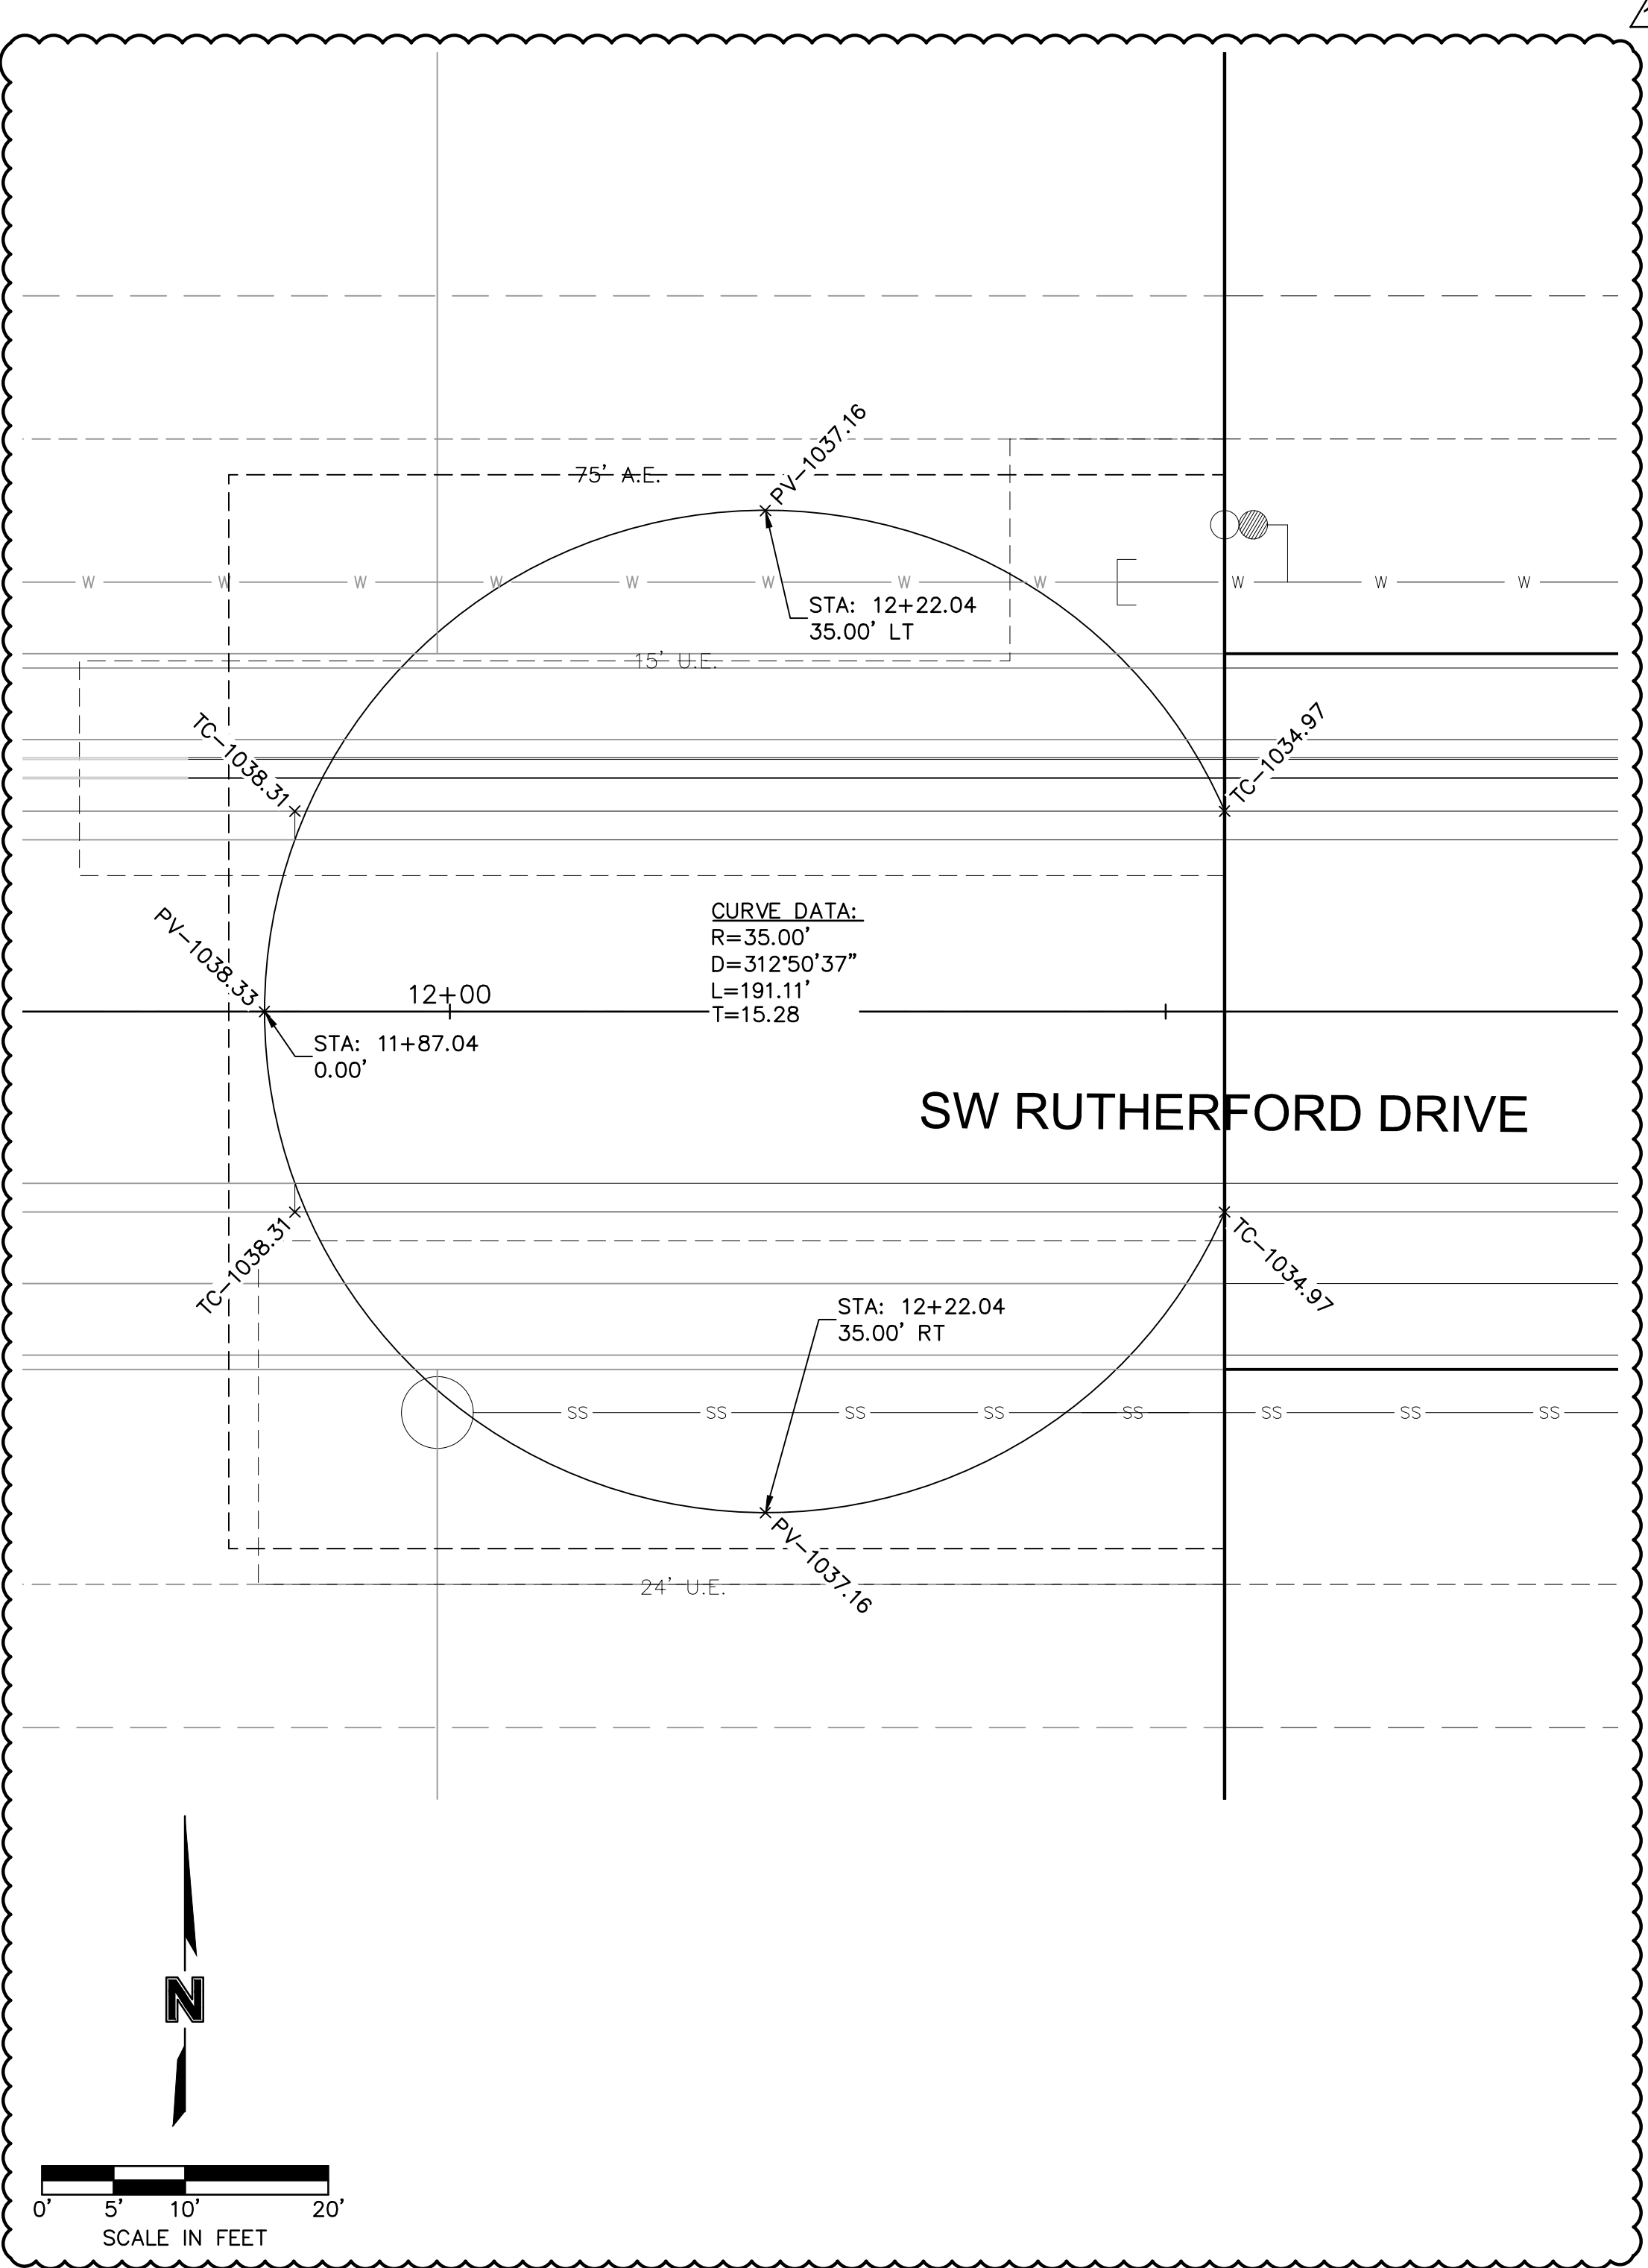 PV-1037.16
75' A.E.
STA: 12+22.04
35.00' LT
W W W W W W W W W W W
15' U.E.
TC-1038.31
TC-1034.97
PV-1038.33
CURVE DATA:
R=35.00'
D=312°50'37"
L=191.11'
T=15.28
12+00
STA: 11+87.04
0.00'
SW RUTHERFORD DRIVE
TC-1038.31
TC-1034.97
STA: 12+22.04
35.00' RT
SS SS SS SS SS SS SS SS
PV-1037.16
24' U.E.
N
0' 5' 10' 20'
SCALE IN FEET